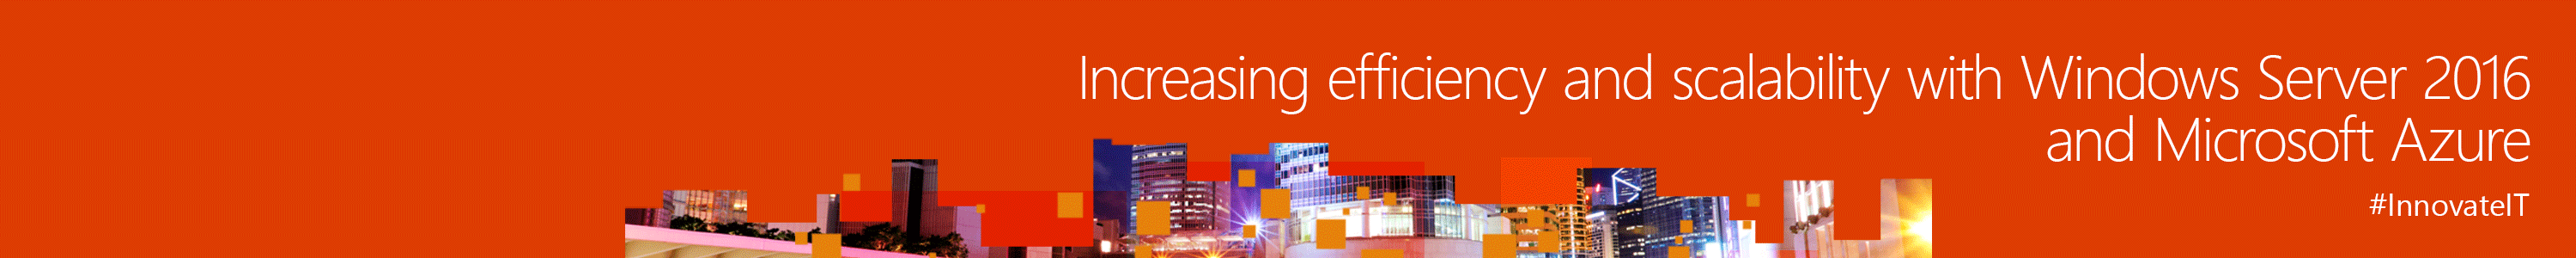 Increasing efficiency and scalability with Windows Server 2016
and Microsoft Azure
#InnovateIT